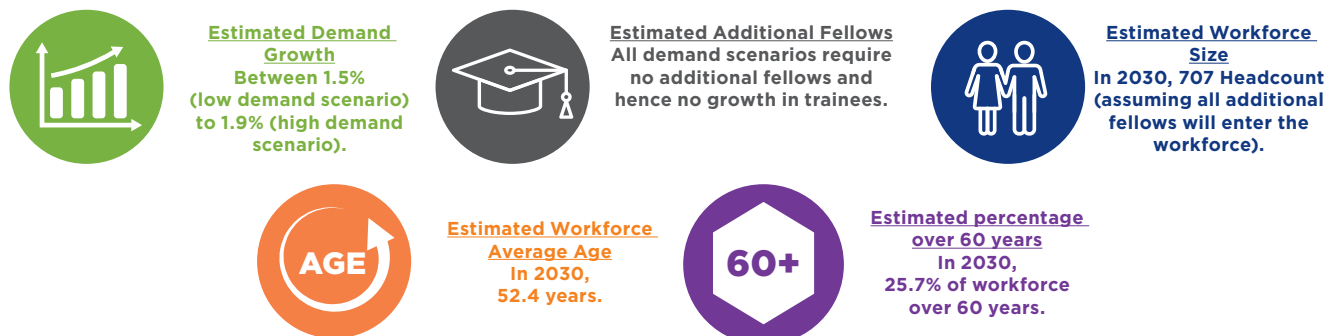 Estimated Demand
Growth
Between 1.5%
(low demand scenario)
to 1.9% (high demand
scenario).
Estimated Additional Fellows
All demand scenarios require
no additional fellows and
hence no growth in trainees.
Estimated Workforce
Size
In 2030, 707 Headcount
(assuming all additional
fellows will enter the
workforce).
AGE
Estimated Workforce
Average Age
In 2030,
52.4 years.
60+
Estimated percentage
over 60 years
In 2030,
25.7% of workforce
over 60 years.